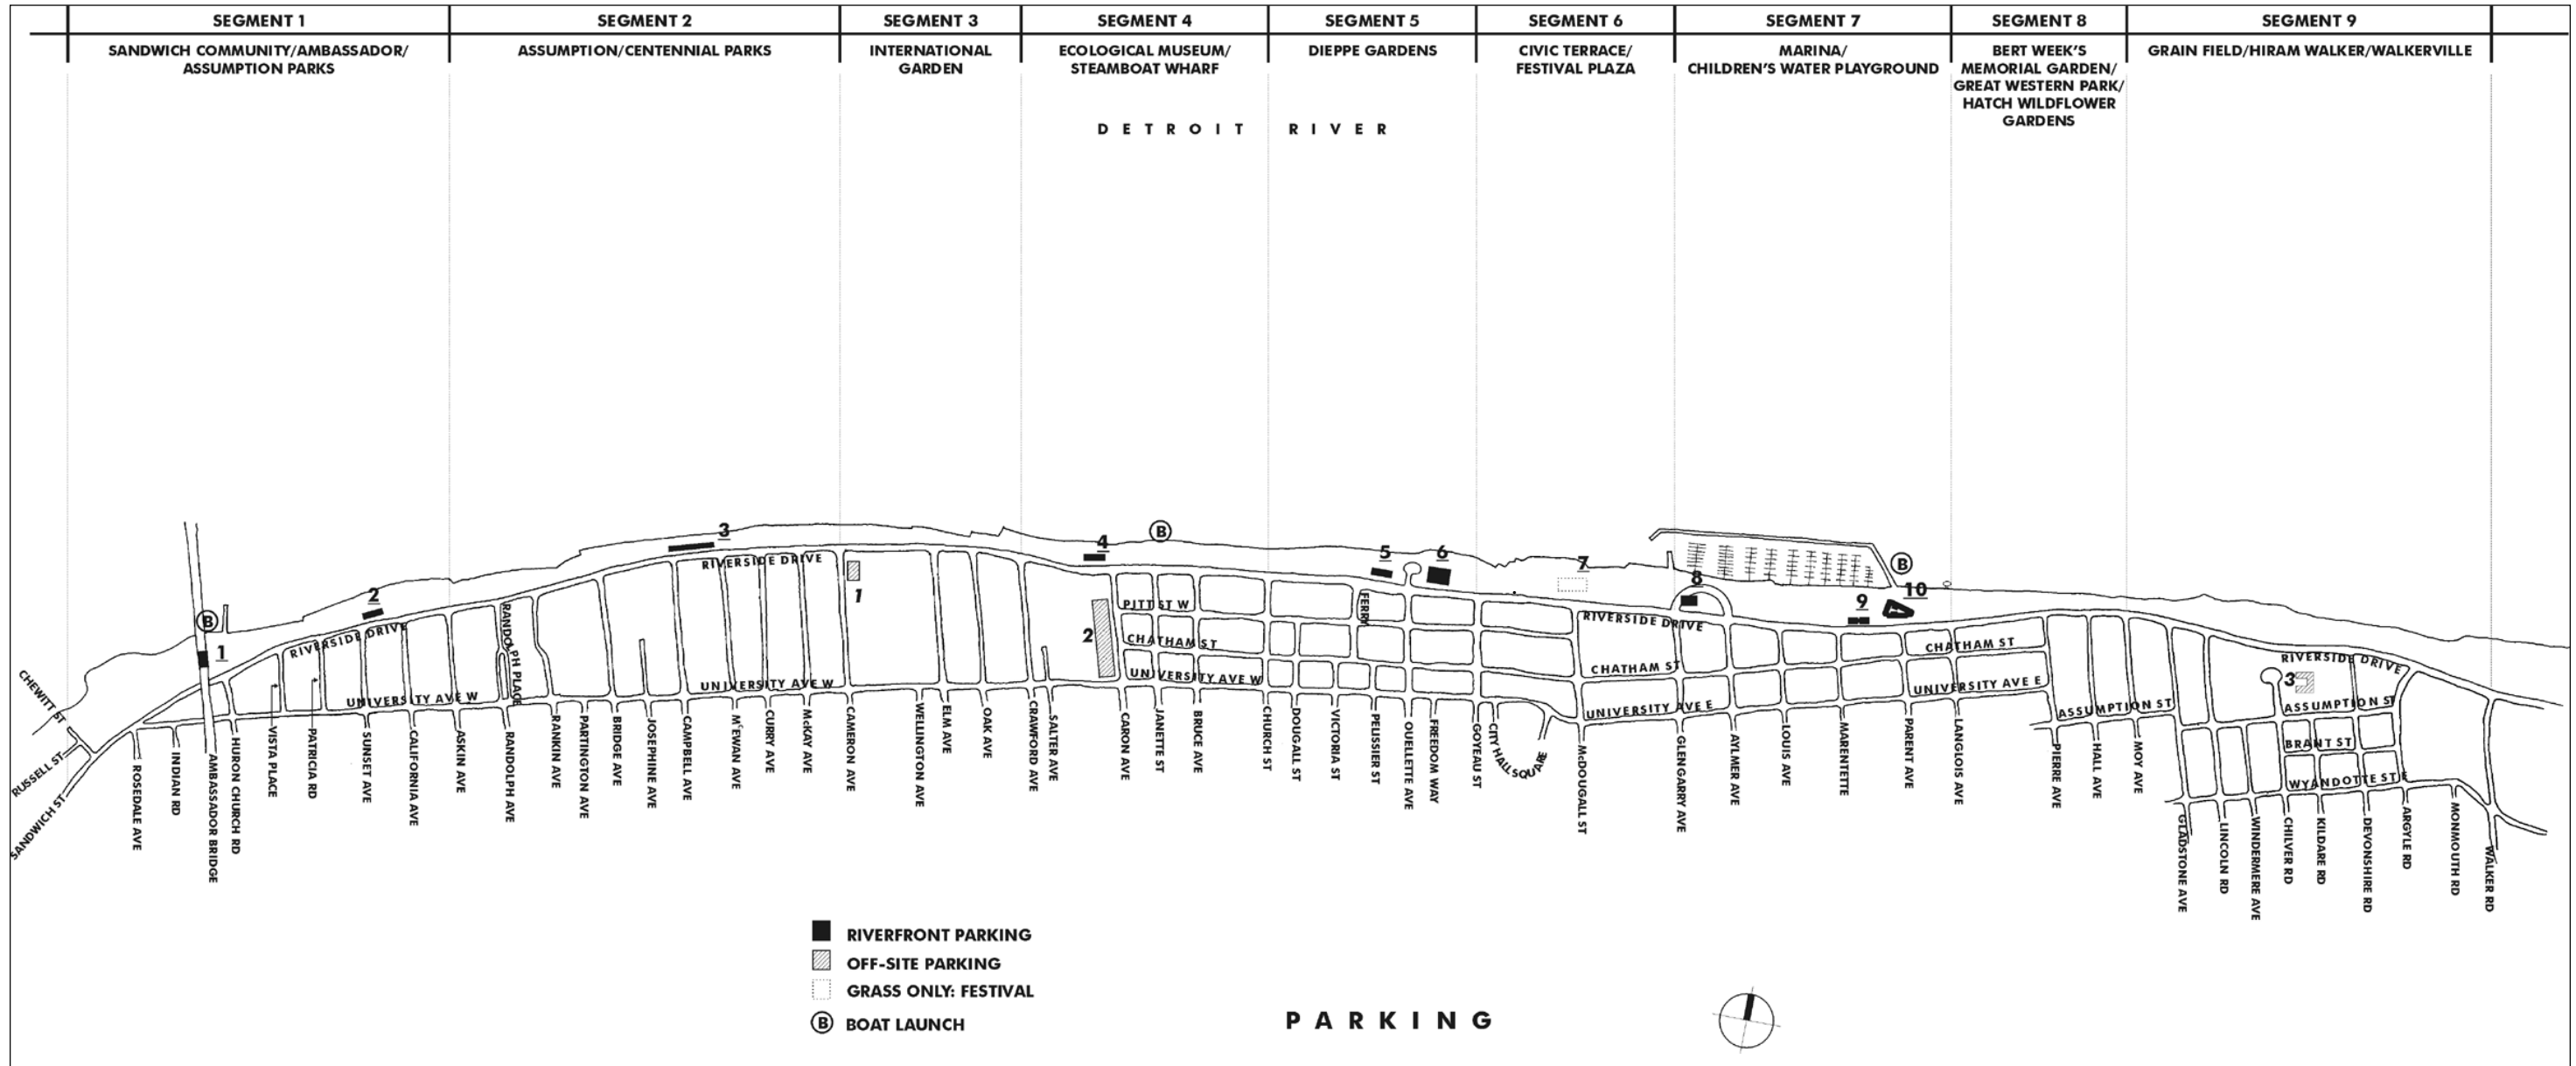 SEGMENT 1
SEGMENT 2
SEGMENT 3
SEGMENT 4
SEGMENT 5
SEGMENT 6
SEGMENT 7
SEGMENT 8
SEGMENT 9
SANDWICH COMMUNITY/AMBASSADOR/
ASSUMPTION PARKS
ASSUMPTION/CENTENNIAL PARKS
INTERNATIONAL
GARDEN
ECOLOGICAL MUSEUM/
STEAMBOAT WHARF
DIEPPE GARDENS
CIVIC TERRACE/
FESTIVAL PLAZA
MARINA/
CHILDREN'S WATER PLAYGROUND
BERT WEEK'S
MEMORIAL GARDEN/
GREAT WESTERN PARK/
HATCH WILDFLOWER
GARDENS
GRAIN FIELD/HIRAM WALKER/WALKERVILLE
DETROIT RIVER
B
1
2
3
4
B
5
6
7
8
9
B
10
1
2
3
RIVERSIDE DRIVE
RIVERSIDE DRIVE
RIVERSIDE DRIVE
RIVERSIDE DRIVE
RANDOLPH PLACE
PITT ST W
CHATHAM ST
UNIVERSITY AVE W
UNIVERSITY AVE W
UNIVERSITY AVE W
FERRY
CHATHAM ST
UNIVERSITY AVE E
CHATHAM ST
UNIVERSITY AVE E
ASSUMPTION ST
ASSUMPTION ST
BRANT ST
WYANDOTTE ST E
CHEWITT ST
RUSSELL ST
SANDWICH ST
ROSEDALE AVE
INDIAN RD
AMBASSADOR BRIDGE
HURON CHURCH RD
VISTA PLACE
PATRICIA RD
SUNSET AVE
CALIFORNIA AVE
ASKIN AVE
RANDOLPH AVE
RANKIN AVE
PARTINGTON AVE
BRIDGE AVE
JOSEPHINE AVE
CAMPBELL AVE
McEWAN AVE
CURRY AVE
McKAY AVE
CAMERON AVE
WELLINGTON AVE
ELM AVE
OAK AVE
CRAWFORD AVE
SALTER AVE
CARON AVE
JANETTE ST
BRUCE AVE
CHURCH ST
DOUGALL ST
VICTORIA ST
PELISSIER ST
OUELLETTE AVE
FREEDOM WAY
GOYEAU ST
CITY HALL SQUARE
McDOUGALL ST
GLENGARRY AVE
AYLMER AVE
LOUIS AVE
MARENTETTE
PARENT AVE
LANGLOIS AVE
PIERRE AVE
HALL AVE
MOY AVE
GLADSTONE AVE
LINCOLN RD
WINDERMERE AVE
CHILVER RD
KILDARE RD
DEVONSHIRE RD
ARGYLE RD
MONMOUTH RD
WALKER RD
RIVERFRONT PARKING
OFF-SITE PARKING
GRASS ONLY: FESTIVAL
B BOAT LAUNCH
PARKING